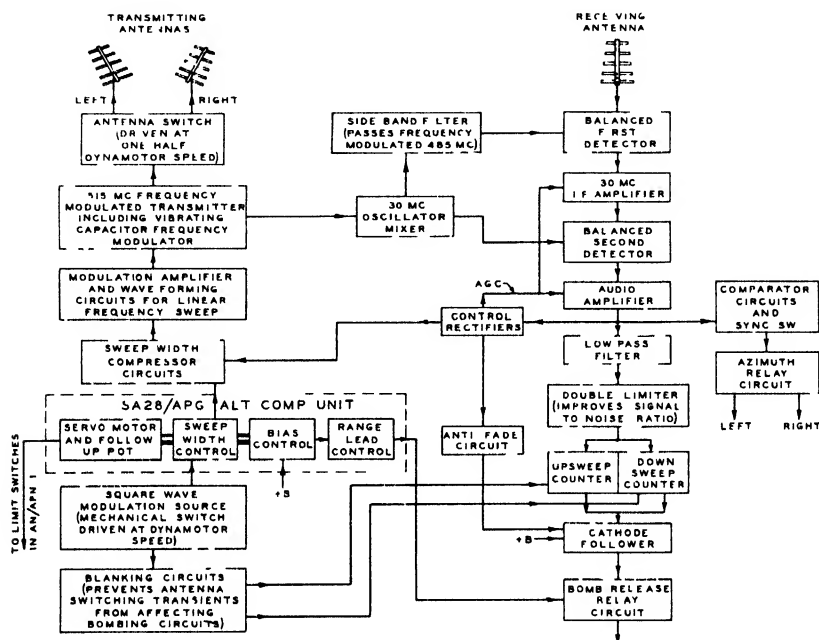 TRANSMITTING
ANTENNAS
LEFT
RIGHT
ANTENNA SWITCH
(DRIVEN AT
ONE HALF
DYNAMOTOR SPEED)
515 MC FREQUENCY
MODULATED TRANSMITTER
INCLUDING VIBRATING
CAPACITOR FREQUENCY
MODULATOR
MODULATION AMPLIFIER
AND WAVE FORMING
CIRCUITS FOR LINEAR
FREQUENCY SWEEP
SWEEP WIDTH
COMPRESSOR
CIRCUITS
SA28/APG ALT COMP UNIT
SERVO MOTOR
AND FOLLOW
UP POT
SWEEP
WIDTH
CONTROL
BIAS
CONTROL
RANGE
LEAD
CONTROL
+B
TO LIMIT SWITCHES
IN AN/APN 1
SQUARE WAVE
MODULATION SOURCE
(MECHANICAL SWITCH
DRIVEN AT DYNAMOTOR
SPEED)
BLANKING CIRCUITS
(PREVENTS ANTENNA
SWITCHING TRANSIENTS
FROM AFFECTING
BOMBING CIRCUITS)
SIDE BAND FILTER
(PASSES FREQUENCY
MODULATED 485 MC)
30 MC
OSCILLATOR
MIXER
RECEIVING
ANTENNA
BALANCED
FIRST
DETECTOR
30 MC
I F AMPLIFIER
BALANCED
SECOND
DETECTOR
AGC
AUDIO
AMPLIFIER
CONTROL
RECTIFIERS
COMPARATOR
CIRCUITS
AND
SYNC SW
AZIMUTH
RELAY
CIRCUIT
LEFT
RIGHT
LOW PASS
FILTER
DOUBLE LIMITER
(IMPROVES SIGNAL
TO NOISE RATIO)
ANTI FADE
CIRCUIT
UPSWEEP
COUNTER
DOWN
SWEEP
COUNTER
+B
CATHODE
FOLLOWER
BOMB RELEASE
RELAY
CIRCUIT